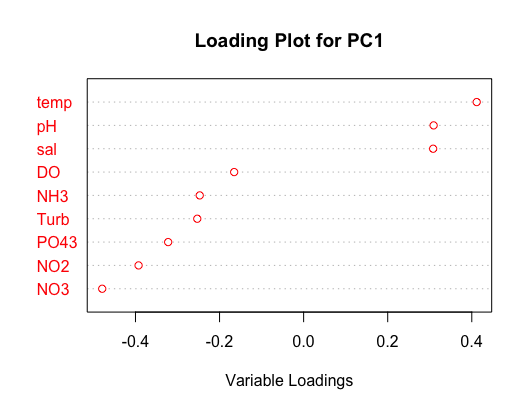 Loading Plot for PC1
temp
pH
sal
DO
NH3
Turb
PO43
NO2
NO3
-0.4 -0.2 0.0 0.2 0.4
Variable Loadings